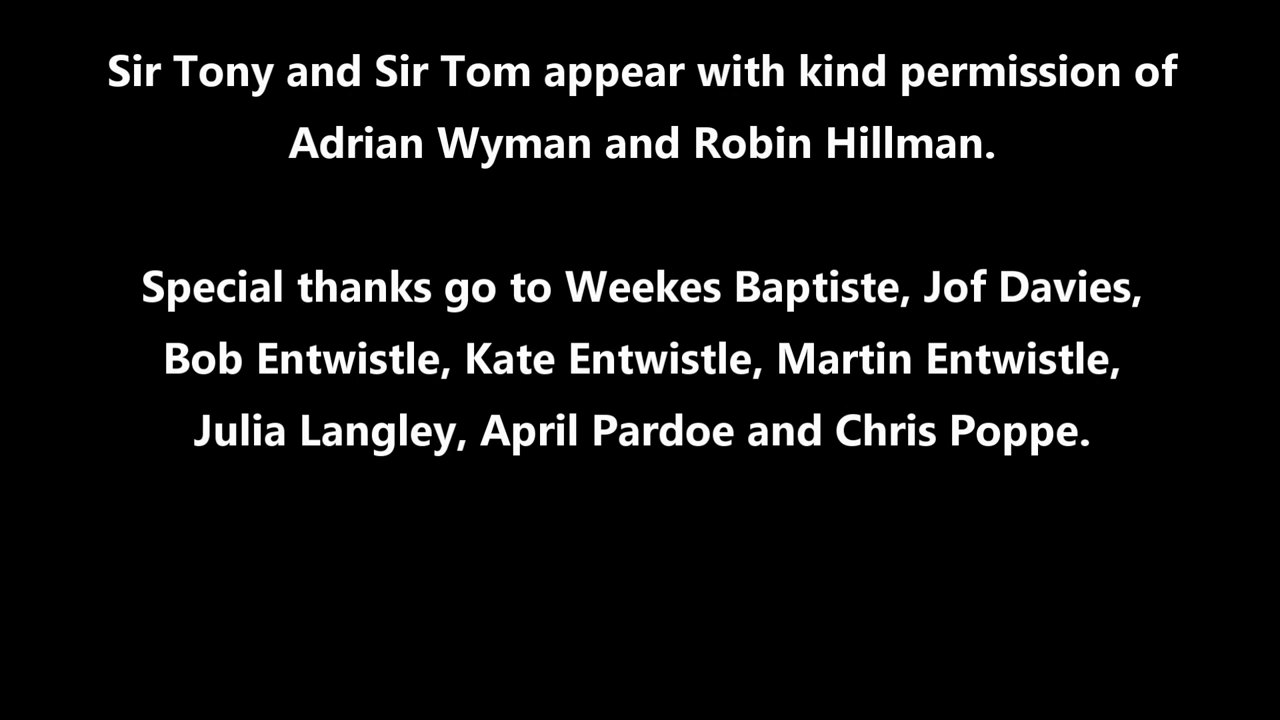 Sir Tony and Sir Tom appear with kind permission of
Adrian Wyman and Robin Hillman.
Special thanks go to Weekes Baptiste, Jof Davies,
Bob Entwistle, Kate Entwistle, Martin Entwistle,
Julia Langley, April Pardoe and Chris Poppe.